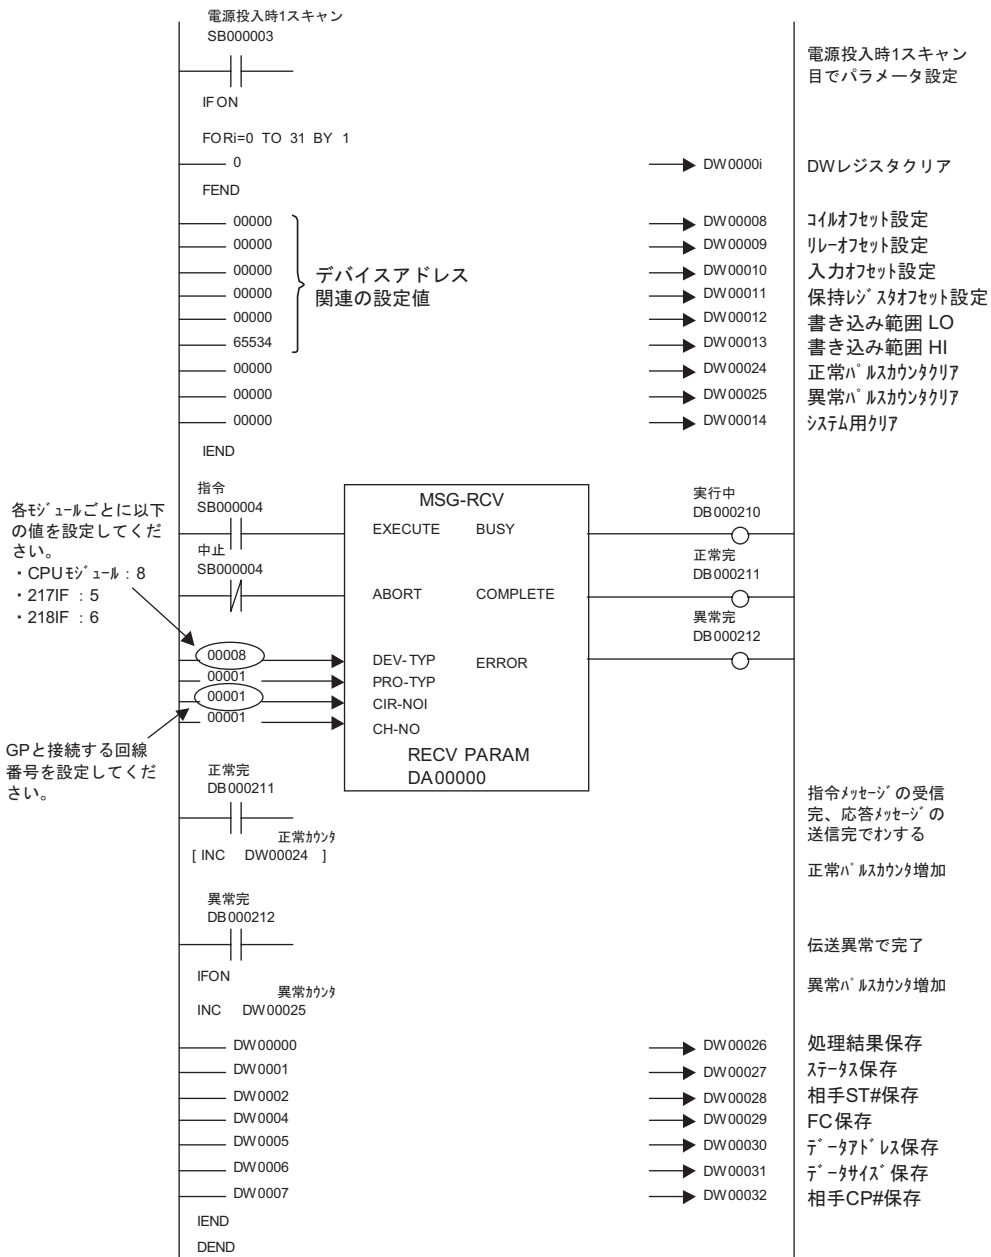 電源投入時1スキャン
SB000003
電源投入時1スキャン
目でパラメータ設定
IFON
FORi=0 TO 31 BY 1
0 DW0000i DWレジスタクリア
FEND
00000 DW00008 ｺｲﾙｵﾌｾｯﾄ設定
00000 DW00009 ﾘﾚｰｵﾌｾｯﾄ設定
00000 DW00010 入力ｵﾌｾｯﾄ設定
00000 DW00011 保持ﾚｼﾞｽﾀｵﾌｾｯﾄ設定
00000 DW00012 書き込み範囲 LO
65534 DW00013 書き込み範囲 HI
デバイスアドレス
関連の設定値
00000 DW00024 正常ﾊﾟﾙｽｶｳﾝﾀｸﾘｱ
00000 DW00025 異常ﾊﾟﾙｽｶｳﾝﾀｸﾘｱ
00000 DW00014 ｼｽﾃﾑ用ｸﾘｱ
IEND
各ﾓｼﾞｭｰﾙごとに以下
の値を設定してくだ
さい。
・CPUﾓｼﾞｭｰﾙ：8
・217IF ：5
・218IF ：6
指令
SB000004
中止
SB000004
MSG-RCV
EXECUTE BUSY
ABORT COMPLETE
DEV-TYP ERROR
PRO-TYP
CIR-NOI
CH-NO
RECV PARAM
DA00000
実行中
DB000210
正常完
DB000211
異常完
DB000212
00008
00001
00001
00001
GPと接続する回線
番号を設定してくだ
さい。
正常完
DB000211
指令ﾒｯｾｰｼﾞの受信
完、応答ﾒｯｾｰｼﾞの
送信完でｵﾝする
正常ｶｳﾝﾀ
[ INC DW00024 ]
正常ﾊﾟﾙｽｶｳﾝﾀ増加
異常完
DB000212
伝送異常で完了
IFON
異常ｶｳﾝﾀ
INC DW00025
異常ﾊﾟﾙｽｶｳﾝﾀ増加
DW00000 DW00026 処理結果保存
DW0001 DW00027 ｽﾃｰﾀｽ保存
DW0002 DW00028 相手ST#保存
DW0004 DW00029 FC保存
DW0005 DW00030 ﾃﾞｰﾀｱﾄﾞﾚｽ保存
DW0006 DW00031 ﾃﾞｰﾀｻｲｽﾞ保存
DW0007 DW00032 相手CP#保存
IEND
DEND